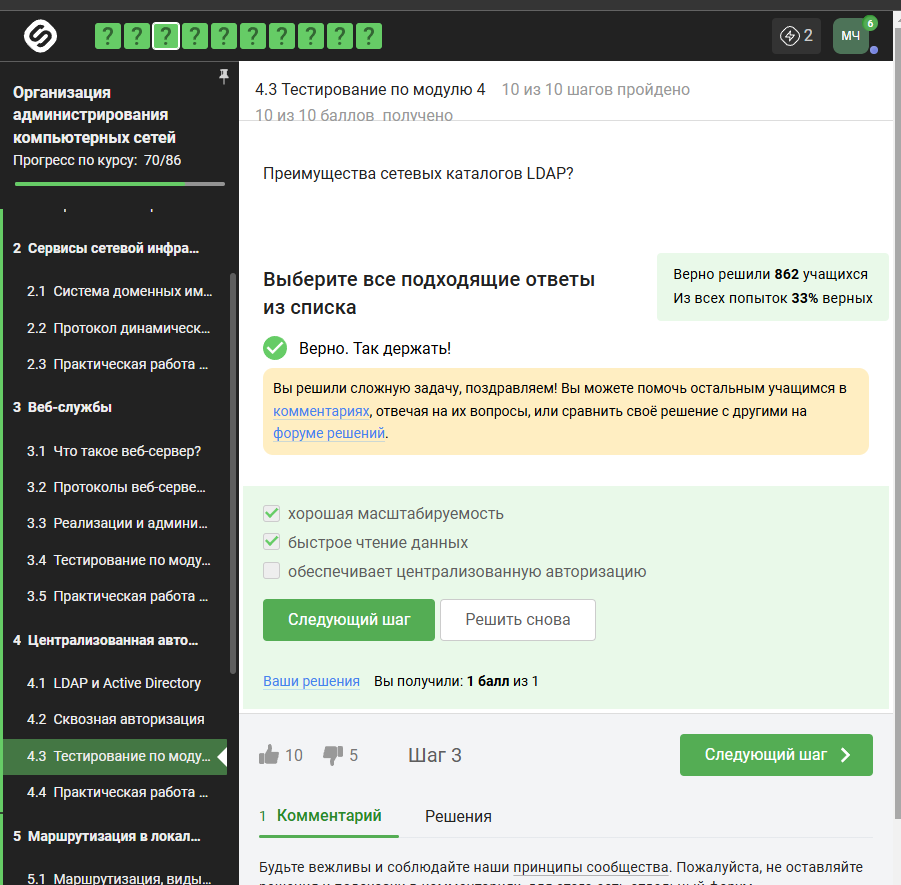 ? ? ? ? ? ? ? ? ? ?
2
МЧ
6
Организация
администрирования
компьютерных сетей
Прогресс по курсу: 70/86
2 Сервисы сетевой инфра...
2.1 Система доменных им...
2.2 Протокол динамическ...
2.3 Практическая работа ...
3 Веб-службы
3.1 Что такое веб-сервер?
3.2 Протоколы веб-серве...
3.3 Реализации и админи...
3.4 Тестирование по моду...
3.5 Практическая работа ...
4 Централизованная авто...
4.1 LDAP и Active Directory
4.2 Сквозная авторизация
4.3 Тестирование по моду...
4.4 Практическая работа ...
5 Маршрутизация в локал...
5.1 Маршрутизация, виды...
4.3 Тестирование по модулю 4 10 из 10 шагов пройдено
10 из 10 баллов получено
Преимущества сетевых каталогов LDAP?
Выберите все подходящие ответы
из списка
Верно решили 862 учащихся
Из всех попыток 33% верных
Верно. Так держать!
Вы решили сложную задачу, поздравляем! Вы можете помочь остальным учащимся в
комментариях, отвечая на их вопросы, или сравнить своё решение с другими на
форуме решений.
хорошая масштабируемость
быстрое чтение данных
обеспечивает централизованную авторизацию
Следующий шаг
Решить снова
Ваши решения Вы получили: 1 балл из 1
10 5 Шаг 3 Следующий шаг
1 Комментарий Решения
Будьте вежливы и соблюдайте наши принципы сообщества. Пожалуйста, не оставляйте